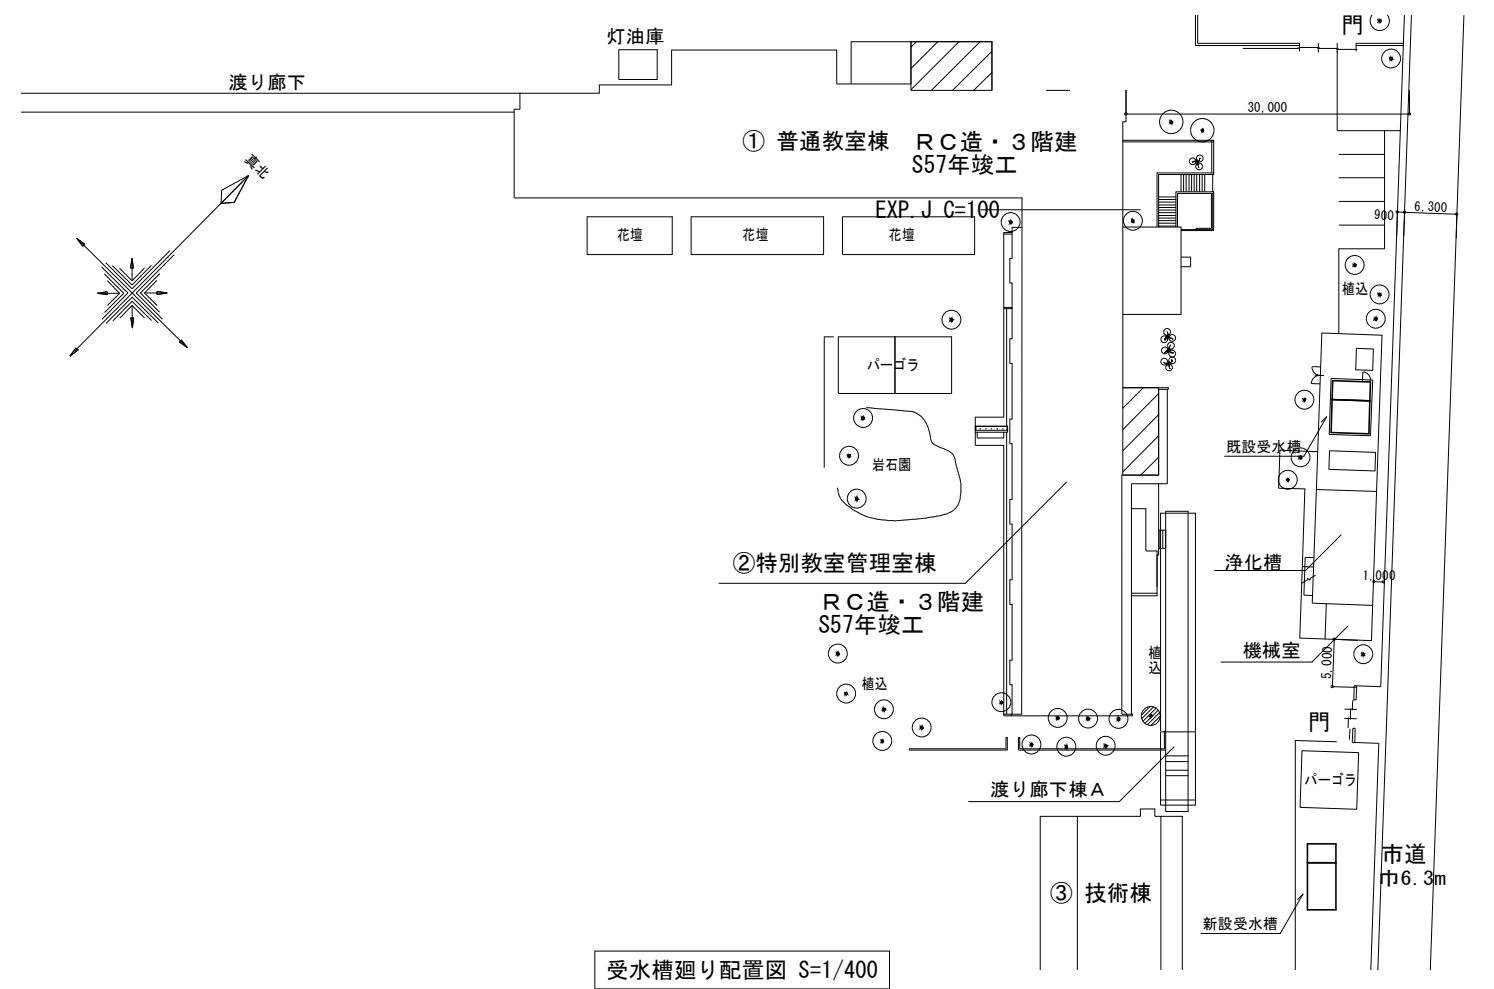 門
灯油庫
渡り廊下
30,000
① 普通教室棟　ＲＣ造・３階建
S57年竣工
真北
EXP.J C=100
900
6,300
花壇
花壇
花壇
植込
パーゴラ
既設受水槽
岩石園
②特別教室管理室棟
浄化槽
1,000
ＲＣ造・３階建
S57年竣工
植込
機械室
5,000
植込
門
渡り廊下棟Ａ
パーゴラ
市道
巾6.3m
③ 技術棟
新設受水槽
受水槽廻り配置図 S=1/400